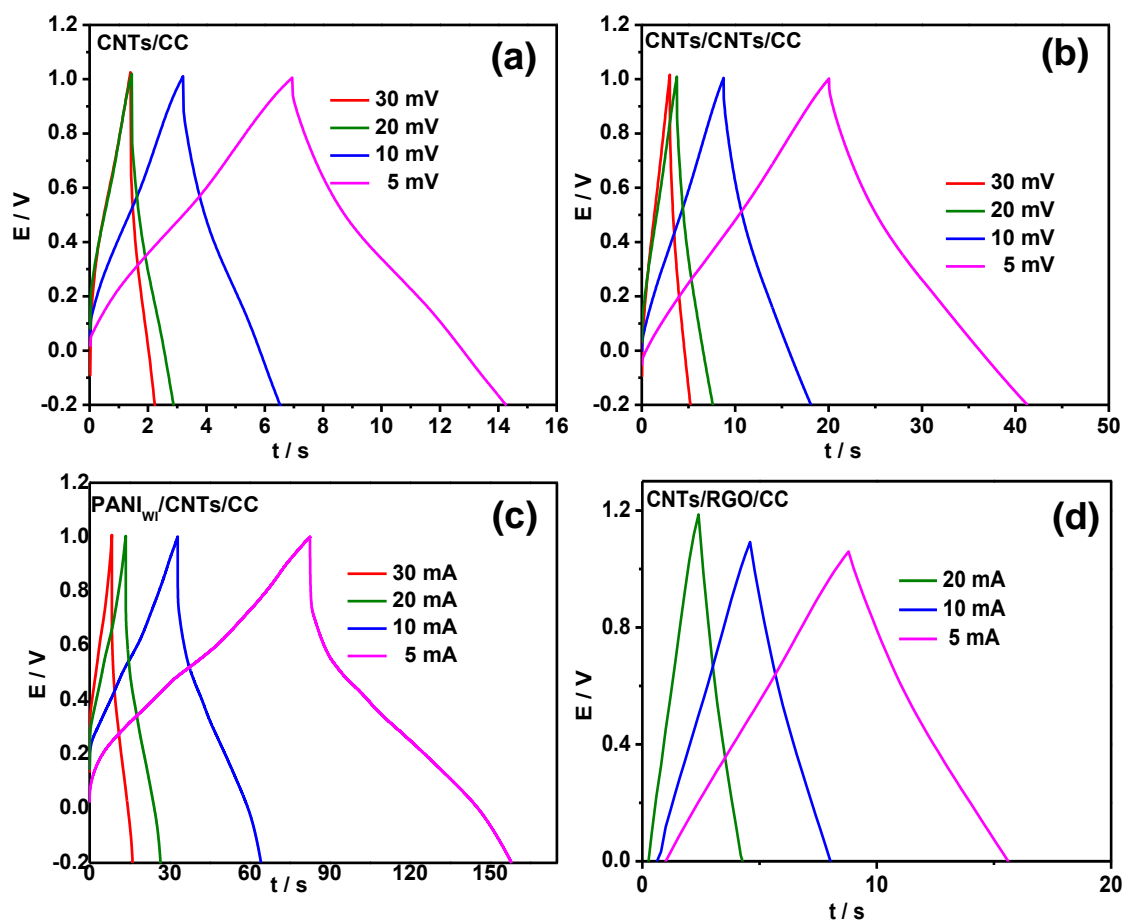 CNTs/CC
(a)
30 mV
20 mV
10 mV
5 mV
E / V
1.2
1.0
0.8
0.6
0.4
0.2
0.0
-0.2
0 2 4 6 8 10 12 14 16
t / s
CNTs/CNTs/CC
(b)
30 mV
20 mV
10 mV
5 mV
E / V
1.2
1.0
0.8
0.6
0.4
0.2
0.0
-0.2
0 10 20 30 40 50
t / s
PANIWI/CNTs/CC
(c)
30 mA
20 mA
10 mA
5 mA
E / V
1.2
1.0
0.8
0.6
0.4
0.2
0.0
-0.2
0 30 60 90 120 150
t / s
CNTs/RGO/CC
(d)
20 mA
10 mA
5 mA
E / V
1.2
0.8
0.4
0.0
0 10 20
t / s